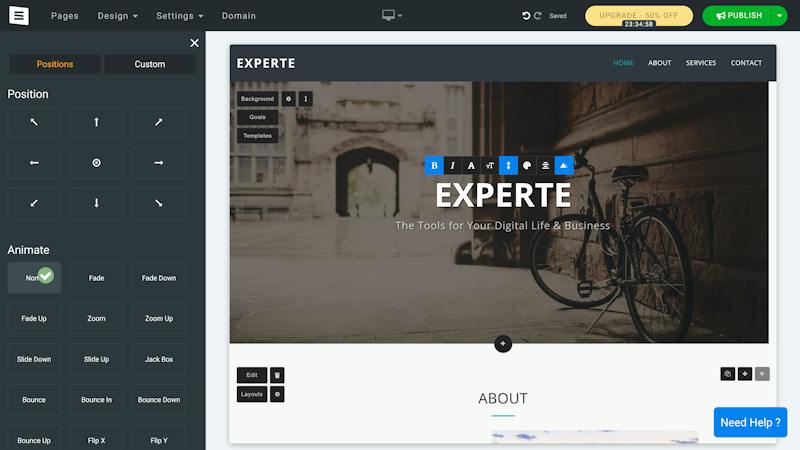 Pages
Design
Settings
Domain
Saved
UPGRADE - 50% OFF
23:34:58
PUBLISH
Positions
Custom
Position
Animate
Fade
Fade Down
Fade Up
Zoom
Zoom Up
Slide Down
Slide Up
Jack Box
Bounce
Bounce In
Bounce Down
Bounce Up
Flip X
Flip Y
EXPERTE
HOME
ABOUT
SERVICES
CONTACT
Background
Goals
Templates
B
I
A
TT
EXPERTE
The Tools for Your Digital Life & Business
Edit
Layouts
ABOUT
Need Help ?